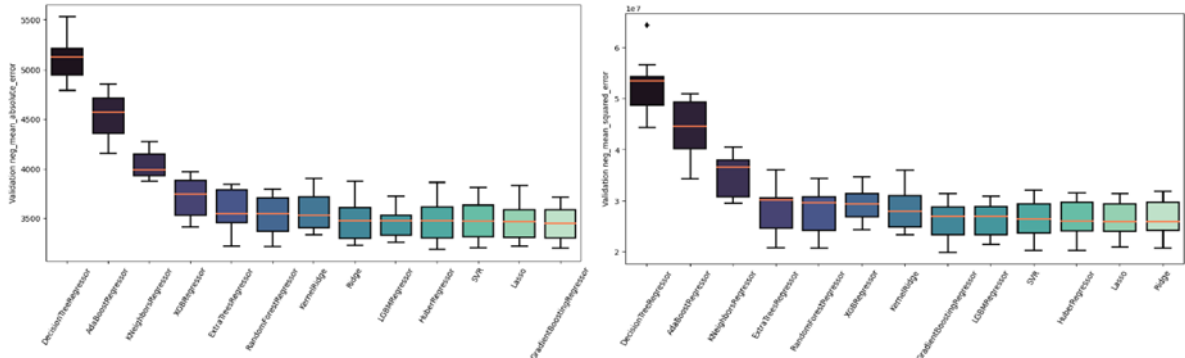 Validation neg_mean_absolute_error
5500
5000
4500
4000
3500
DecisionTreeRegressor
AdaBoostRegressor
KNeighborsRegressor
XGBRegressor
ExtraTreesRegressor
RandomForestRegressor
KernelRidge
Ridge
LGBMRegressor
HuberRegressor
SVR
Lasso
GradientBoostingRegressor
1e7
Validation neg_mean_squared_error
6
5
4
3
2
DecisionTreeRegressor
AdaBoostRegressor
KNeighborsRegressor
ExtraTreesRegressor
RandomForestRegressor
XGBRegressor
KernelRidge
GradientBoostingRegressor
LGBMRegressor
SVR
HuberRegressor
Lasso
Ridge